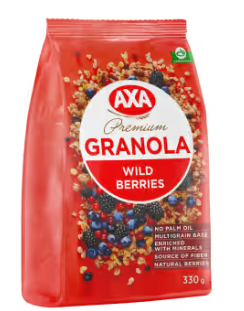 AXA
Premium
GRANOLA
WILD
BERRIES
NO PALM OIL
MULTIGRAIN BASE
ENRICHED
WITH MINERALS
SOURCE OF FIBER
NATURAL BERRIES
330 g